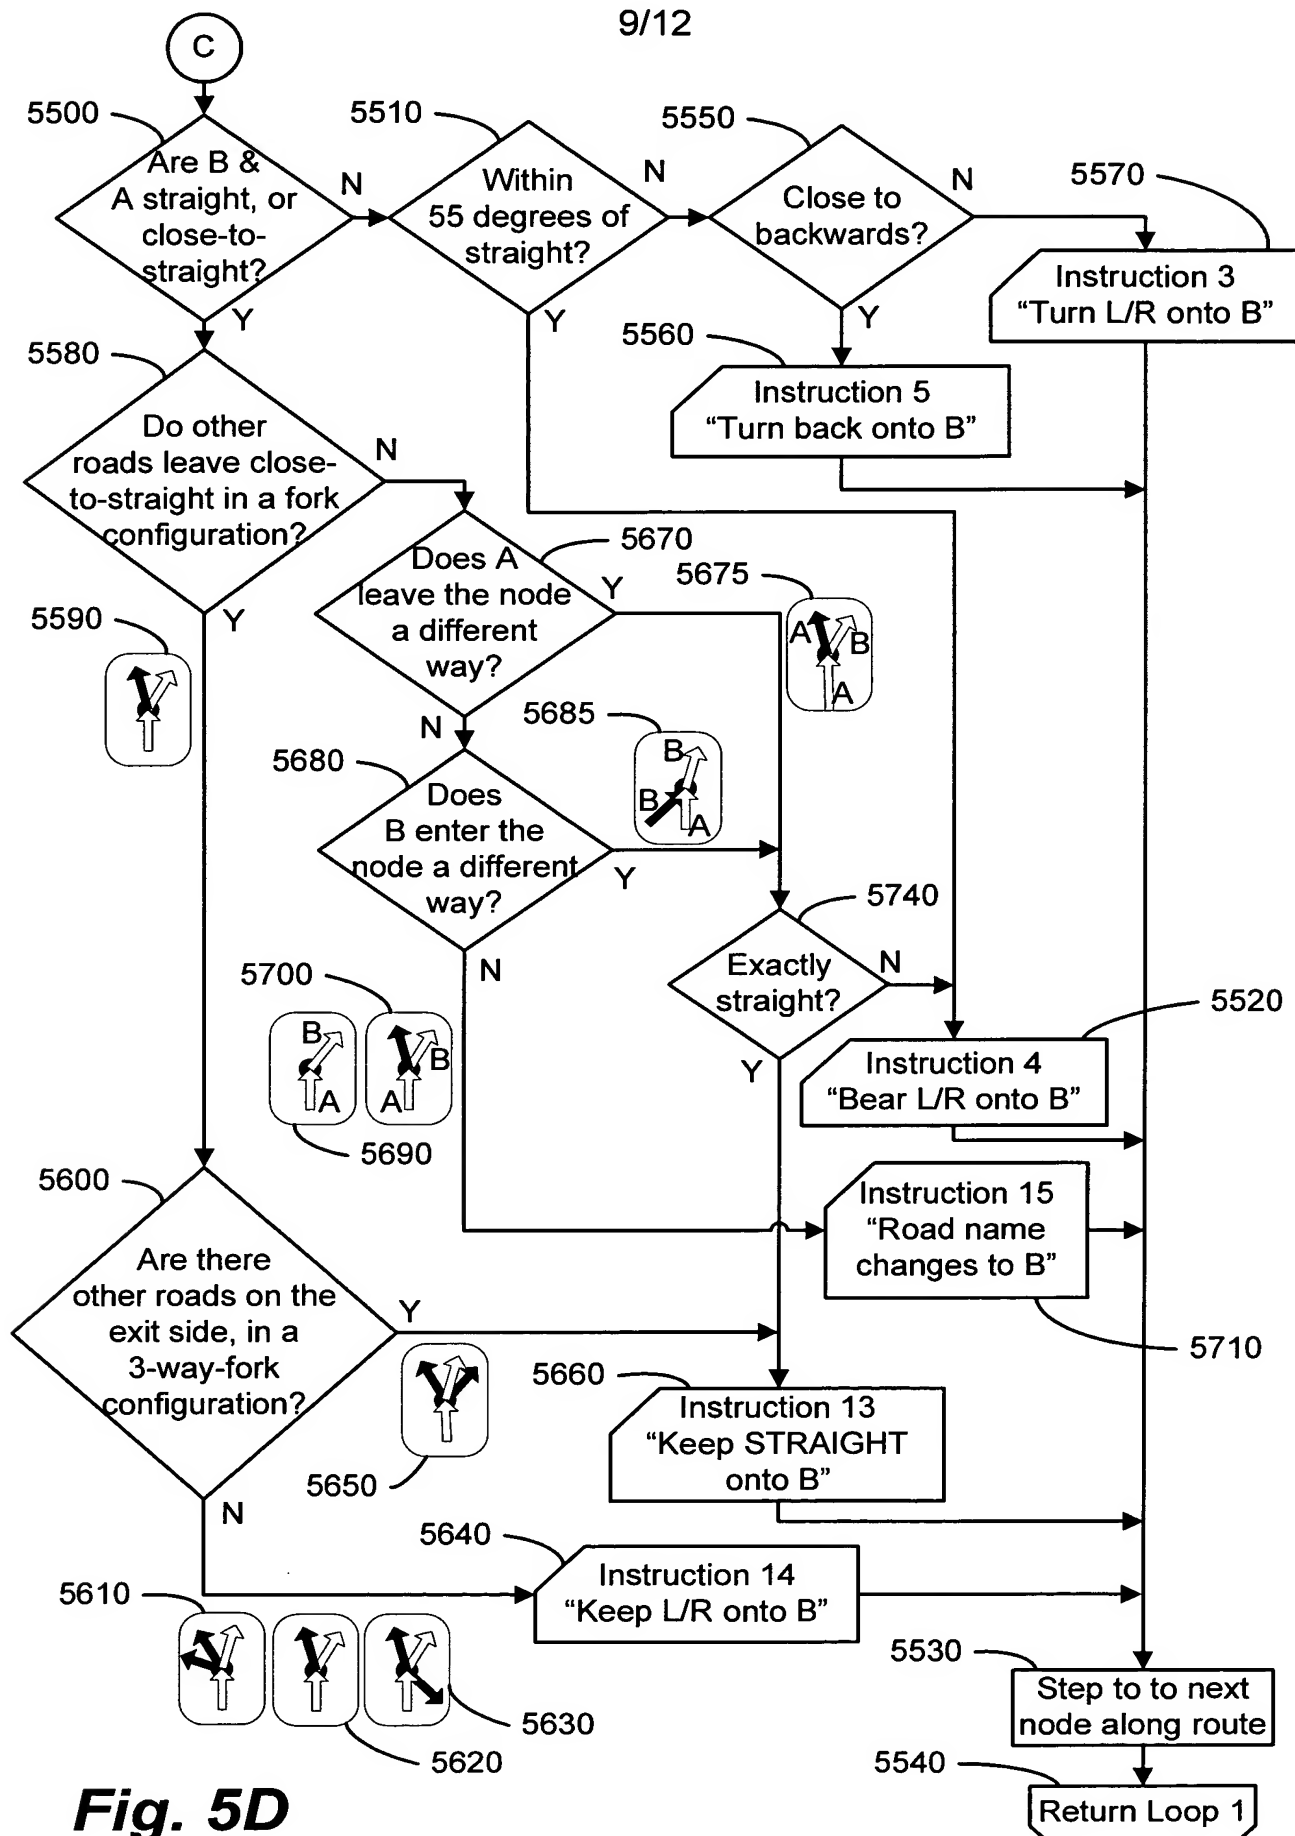 9/12
C
5500
Are B &
A straight, or
close-to-
straight?
N
Y
5510
Within
55 degrees of
straight?
N
Y
5550
Close to
backwards?
N
Y
5570
Instruction 3
“Turn L/R onto B”
5560
Instruction 5
“Turn back onto B”
5580
Do other
roads leave close-
to-straight in a fork
configuration?
N
Y
5590
5670
Does A
leave the node
a different
way?
Y
N
5675
A
B
A
5680
Does
B enter the
node a different
way?
Y
N
5685
B
B
A
5740
Exactly
straight?
N
Y
5700
B
A
B
A
5690
5520
Instruction 4
“Bear L/R onto B”
Instruction 15
“Road name
changes to B”
5710
5600
Are there
other roads on the
exit side, in a
3-way-fork
configuration?
Y
N
5650
5660
Instruction 13
“Keep STRAIGHT
onto B”
5640
Instruction 14
“Keep L/R onto B”
5610
5630
5620
5530
Step to to next
node along route
5540
Return Loop 1
Fig. 5D